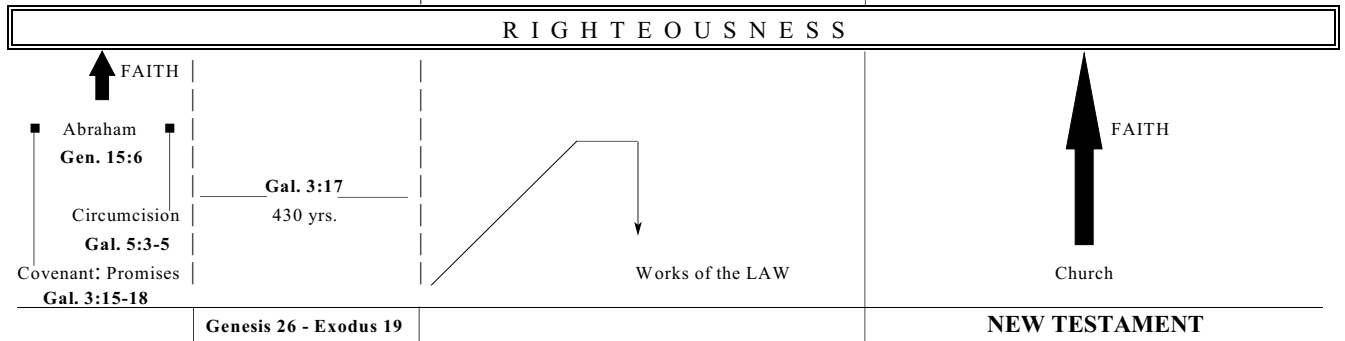 RIGHTEOUSNESS
FAITH
Abraham
Gen. 15:6
Circumcision
Gal. 5:3-5
Covenant: Promises
Gal. 3:15-18
Gal. 3:17
430 yrs.
Works of the LAW
FAITH
Church
Genesis 26 - Exodus 19
NEW TESTAMENT